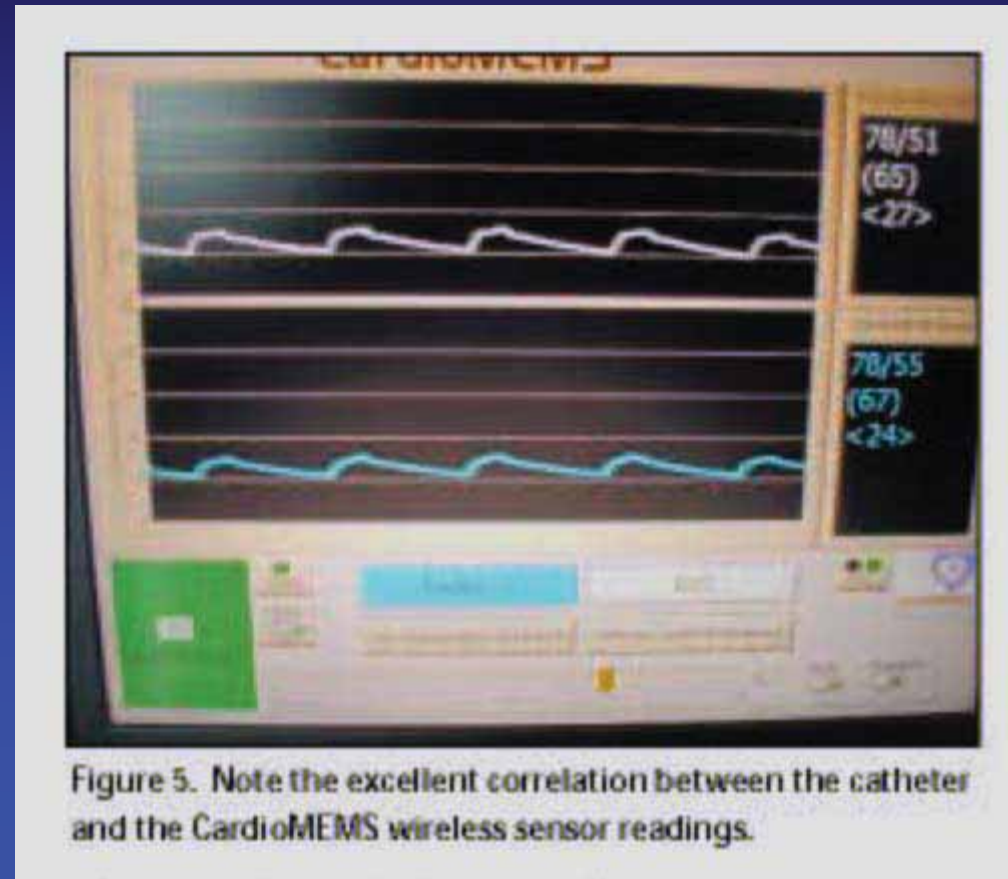 CardioMEMS
78/51
(65)
<27>
78/55
(67)
<24>
Figure 5. Note the excellent correlation between the catheter
and the CardioMEMS wireless sensor readings.